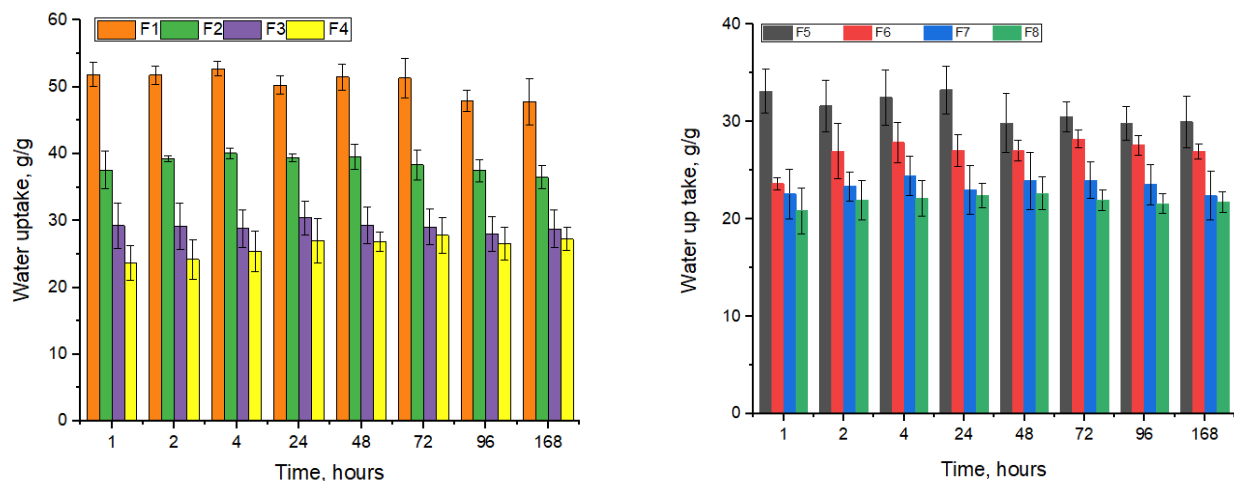 F1 F2 F3 F4
Water uptake, g/g
60
50
40
30
20
10
0
1 2 4 24 48 72 96 168
Time, hours
F5 F6 F7 F8
Water up take, g/g
40
30
20
10
0
1 2 4 24 48 72 96 168
Time, hours